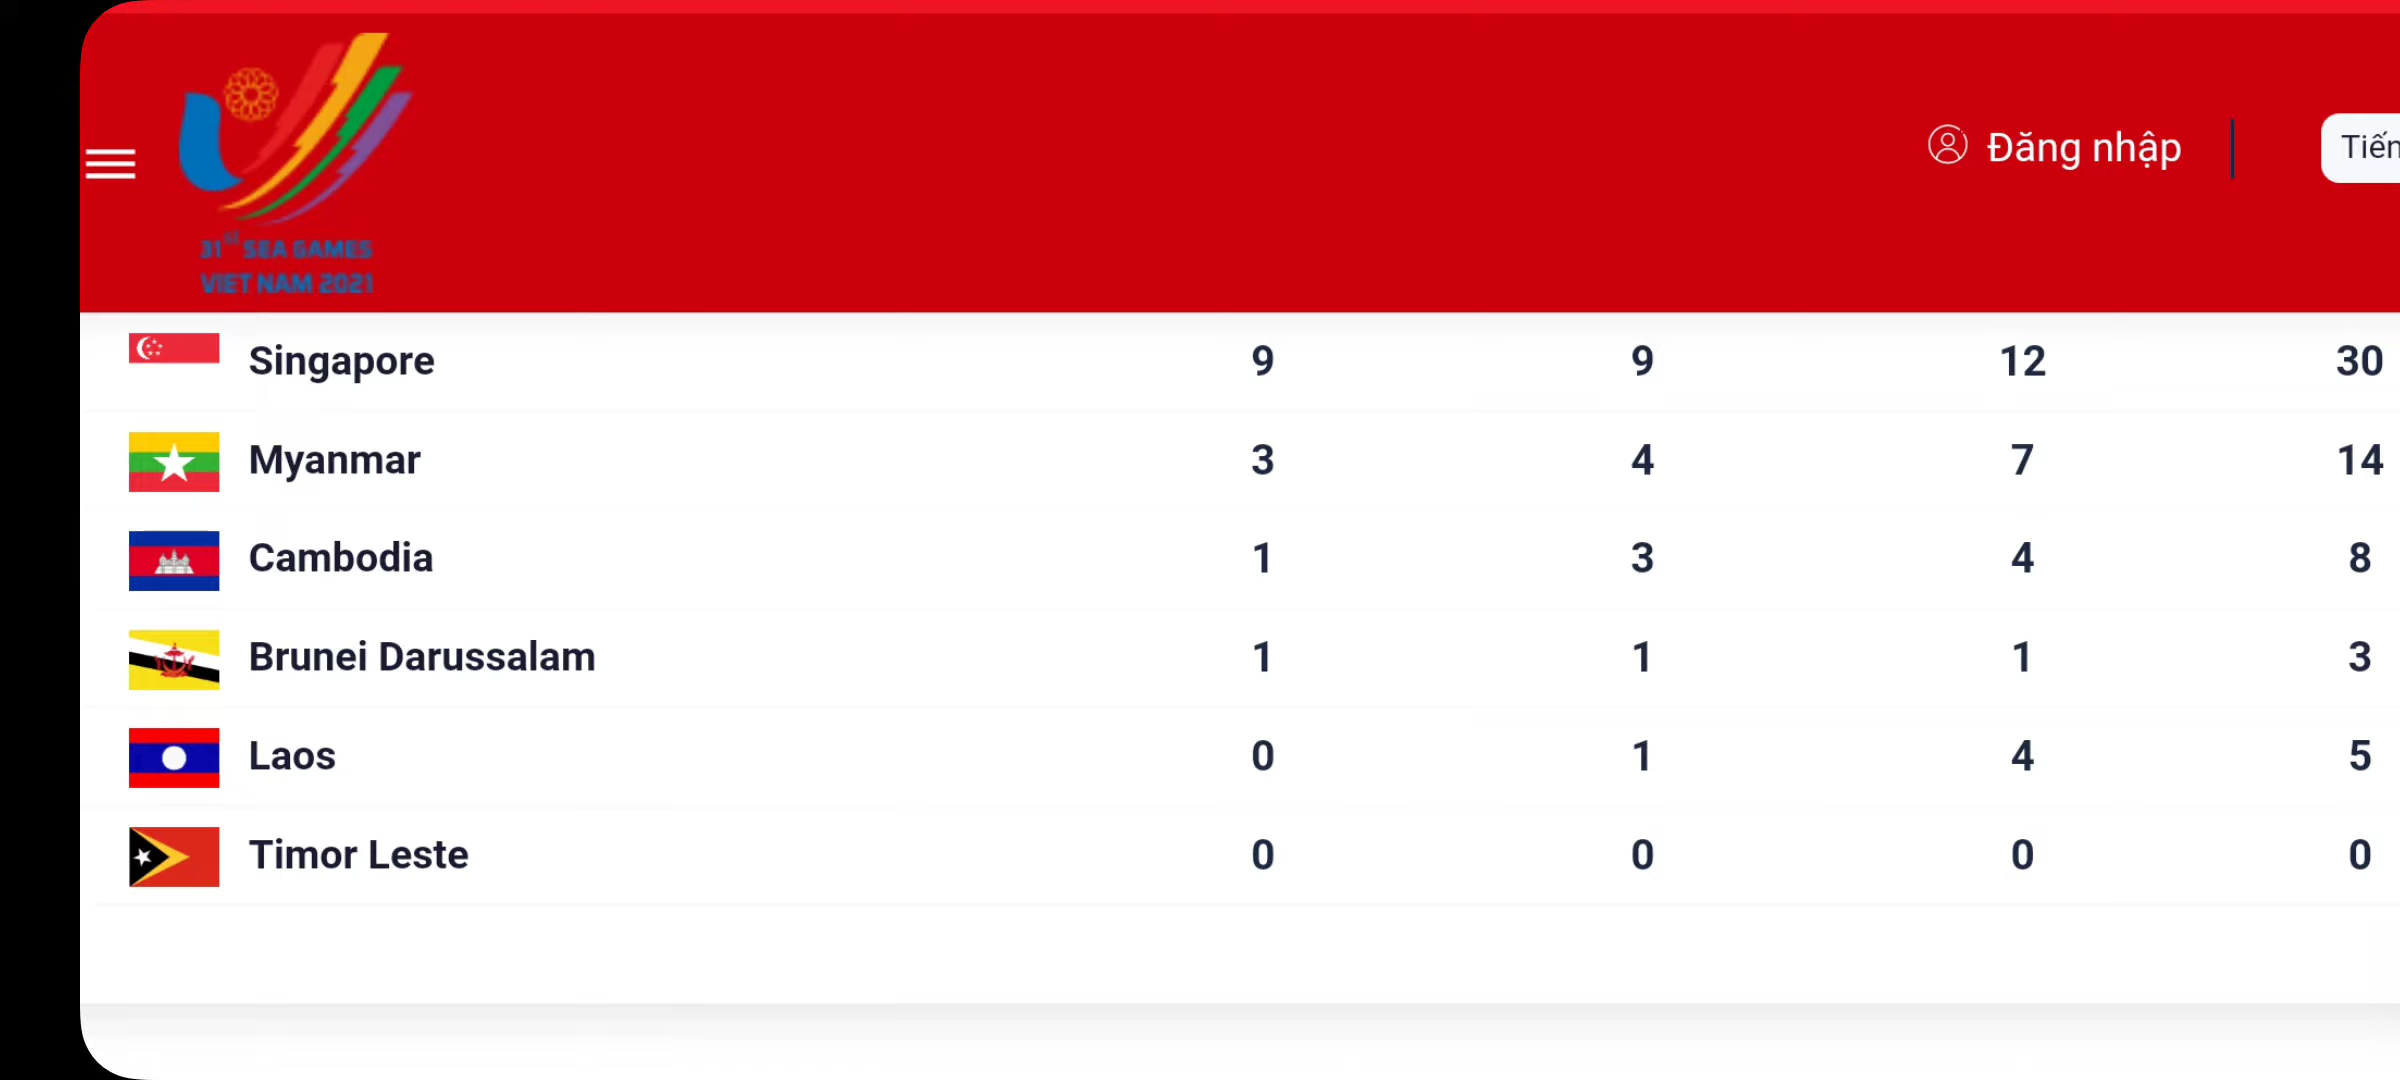 31st SEA GAMES
VIET NAM 2021
Đăng nhập
Singapore 9 9 12 30
Myanmar 3 4 7 14
Cambodia 1 3 4 8
Brunei Darussalam 1 1 1 3
Laos 0 1 4 5
Timor Leste 0 0 0 0